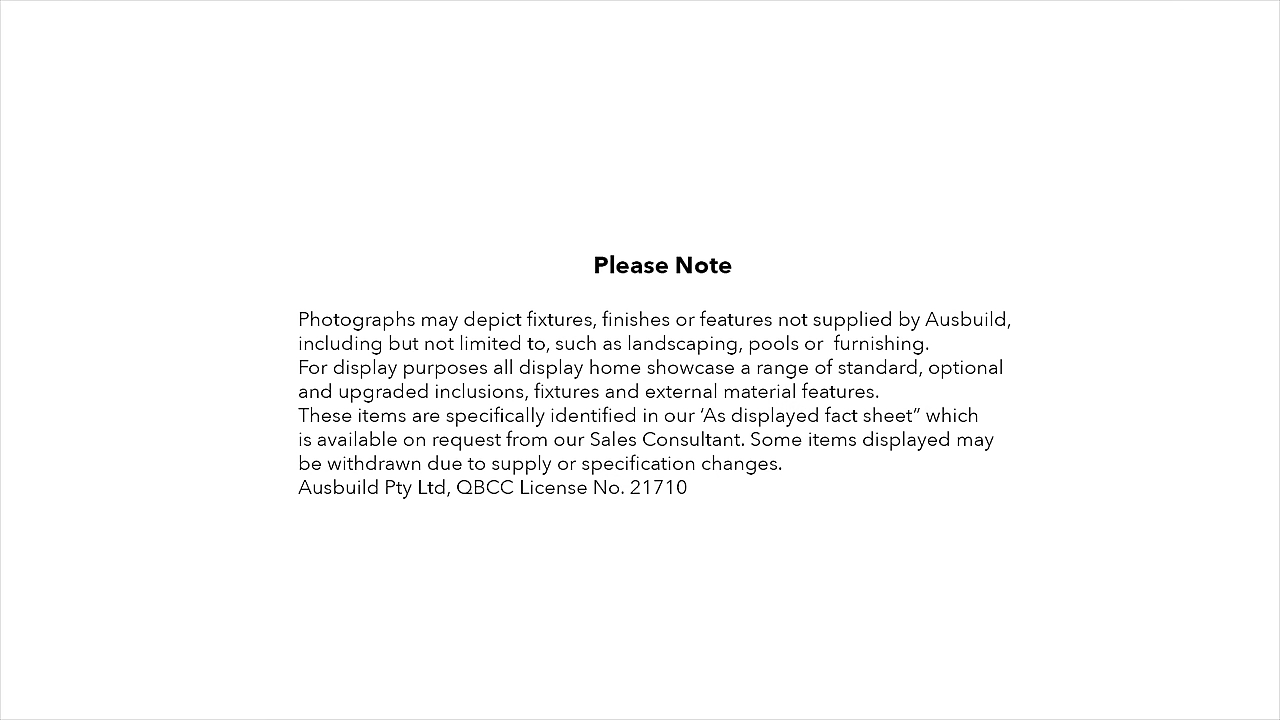 Please Note
Photographs may depict fixtures, finishes or features not supplied by Ausbuild,
including but not limited to, such as landscaping, pools or  furnishing.
For display purposes all display home showcase a range of standard, optional
and upgraded inclusions, fixtures and external material features.
These items are specifically identified in our ‘As displayed fact sheet” which
is available on request from our Sales Consultant. Some items displayed may
be withdrawn due to supply or specification changes.
Ausbuild Pty Ltd, QBCC License No. 21710